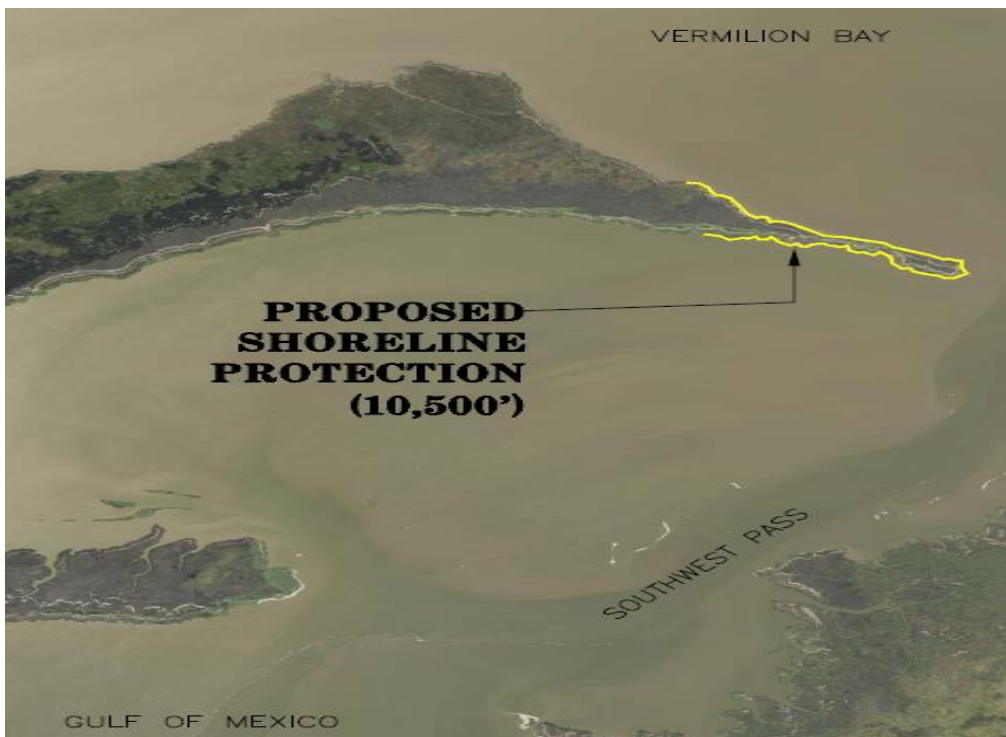 VERMILION BAY
PROPOSED
SHORELINE
PROTECTION
(10,500')
SOUTHWEST PASS
GULF OF MEXICO